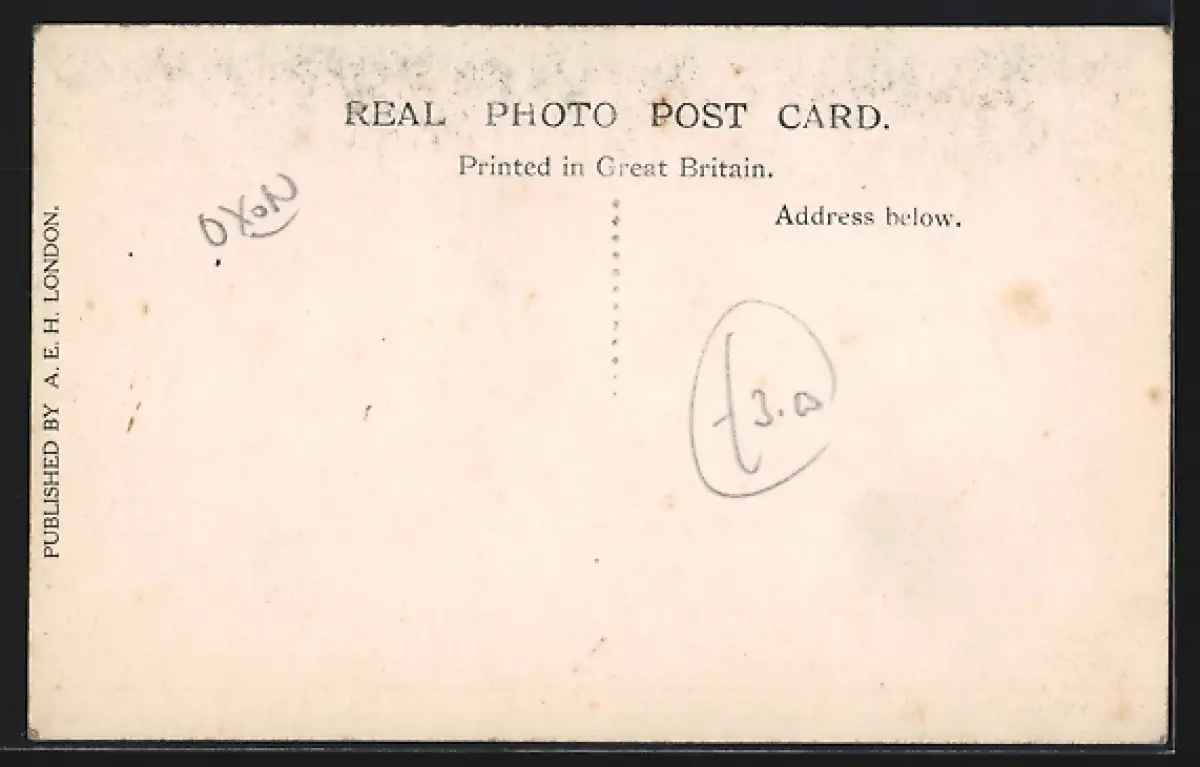 REAL PHOTO POST CARD.
Printed in Great Britain.
Address below.
PUBLISHED BY A. E. H. LONDON.
OXON
£3.00